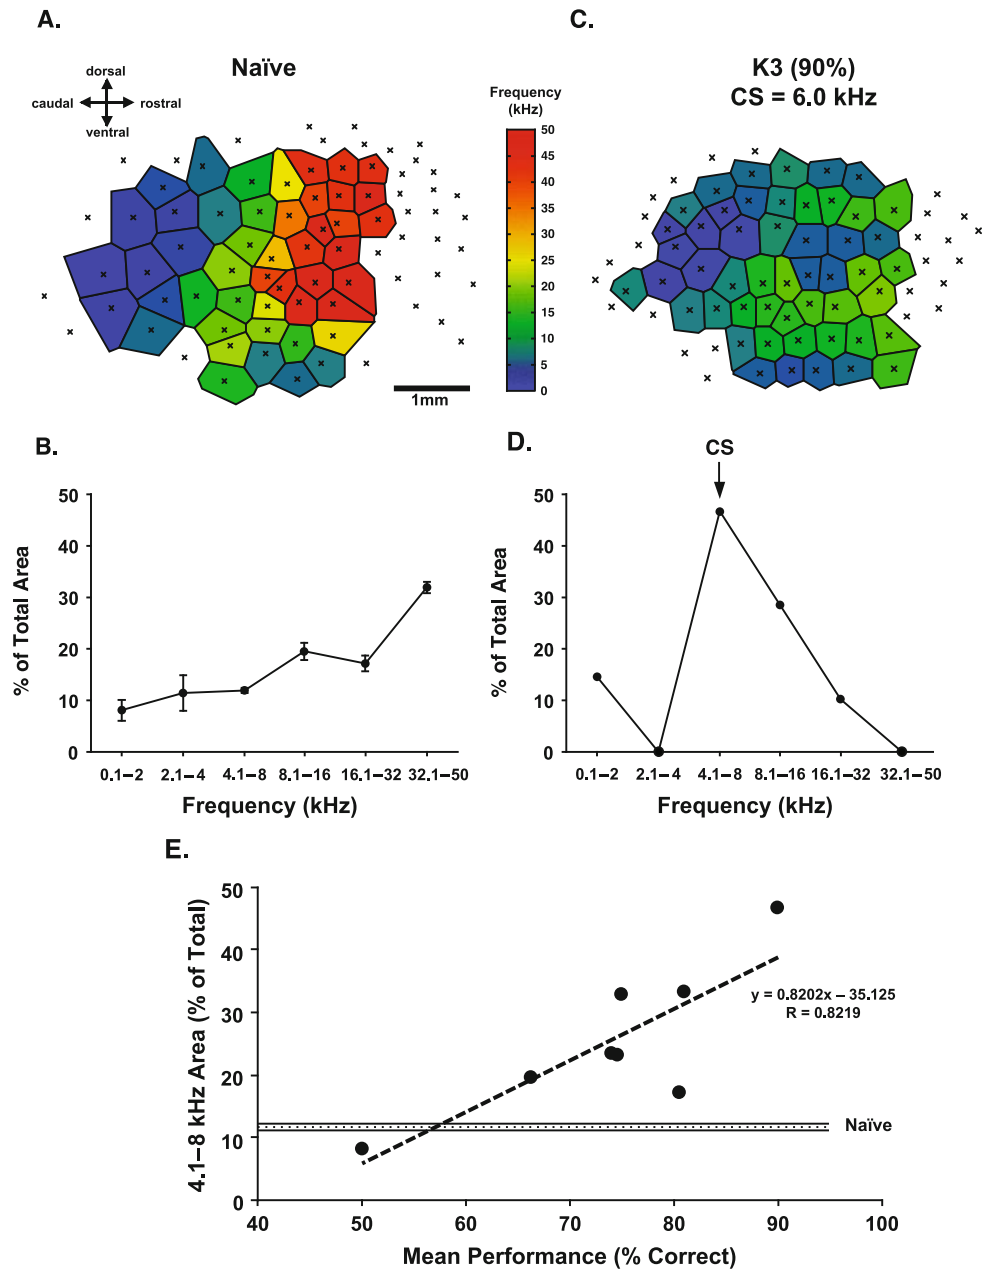 A.
Naïve
dorsal
caudal
rostral
ventral
Frequency
(kHz)
50
45
40
35
30
25
20
15
10
5
0
1mm
C.
K3 (90%)
CS = 6.0 kHz
B.
% of Total Area
50
40
30
20
10
0
0.1–2
2.1–4
4.1–8
8.1–16
16.1–32
32.1–50
Frequency (kHz)
D.
CS
% of Total Area
50
40
30
20
10
0
0.1–2
2.1–4
4.1–8
8.1–16
16.1–32
32.1–50
Frequency (kHz)
E.
4.1–8 kHz Area (% of Total)
50
40
30
20
10
0
y = 0.8202x – 35.125
R = 0.8219
Naïve
40
50
60
70
80
90
100
Mean Performance (% Correct)